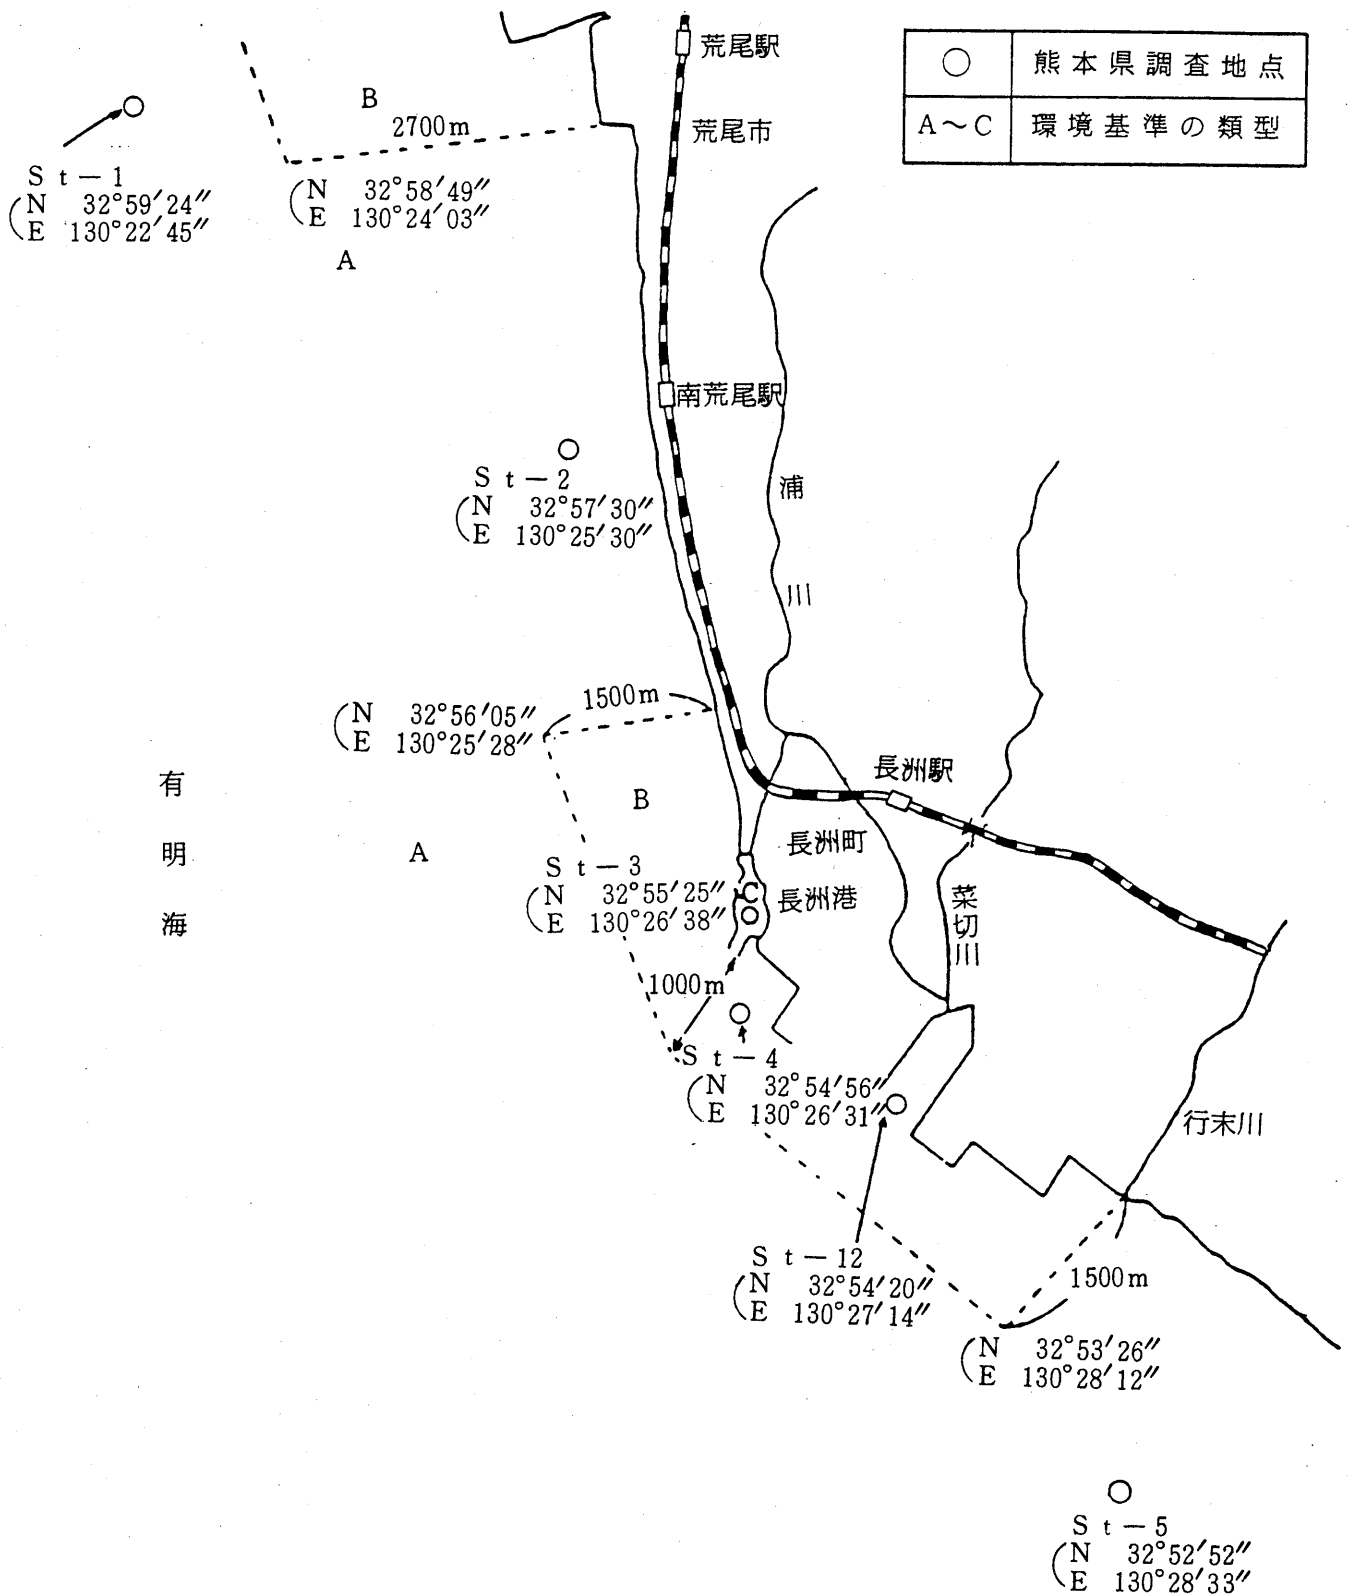 荒尾駅
○ 熊本県調査地点
A~C 環境基準の類型
B
2700m
荒尾市
St-1
(N 32°59′24″
E 130°22′45″
(N 32°58′49″
E 130°24′03″
A
南荒尾駅
St-2
(N 32°57′30″
E 130°25′30″
浦川
1500m
(N 32°56′05″
E 130°25′28″
長洲駅
有明海
B
A
長洲町
St-3
(N 32°55′25″
E 130°26′38″
C
長洲港
菜切川
1000m
St-4
(N 32°54′56″
E 130°26′31″
行末川
St-12
(N 32°54′20″
E 130°27′14″
1500m
(N 32°53′26″
E 130°28′12″
St-5
(N 32°52′52″
E 130°28′33″